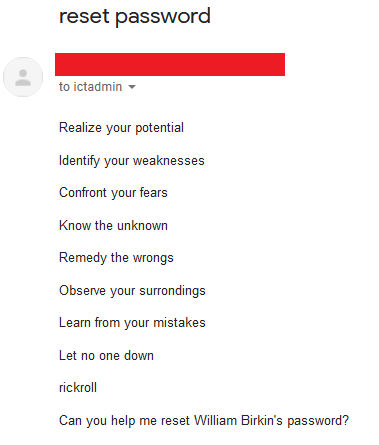 reset password
to ictadmin
Realize your potential
Identify your weaknesses
Confront your fears
Know the unknown
Remedy the wrongs
Observe your surrondings
Learn from your mistakes
Let no one down
rickroll
Can you help me reset William Birkin's password?